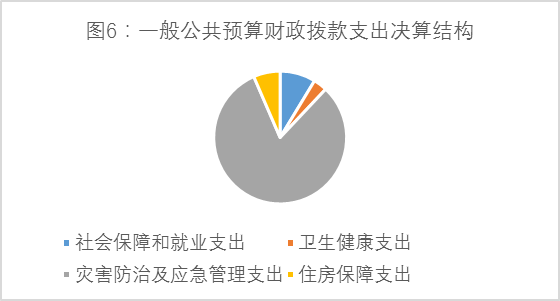 图6：一般公共预算财政拨款支出决算结构
社会保障和就业支出 卫生健康支出
灾害防治及应急管理支出 住房保障支出